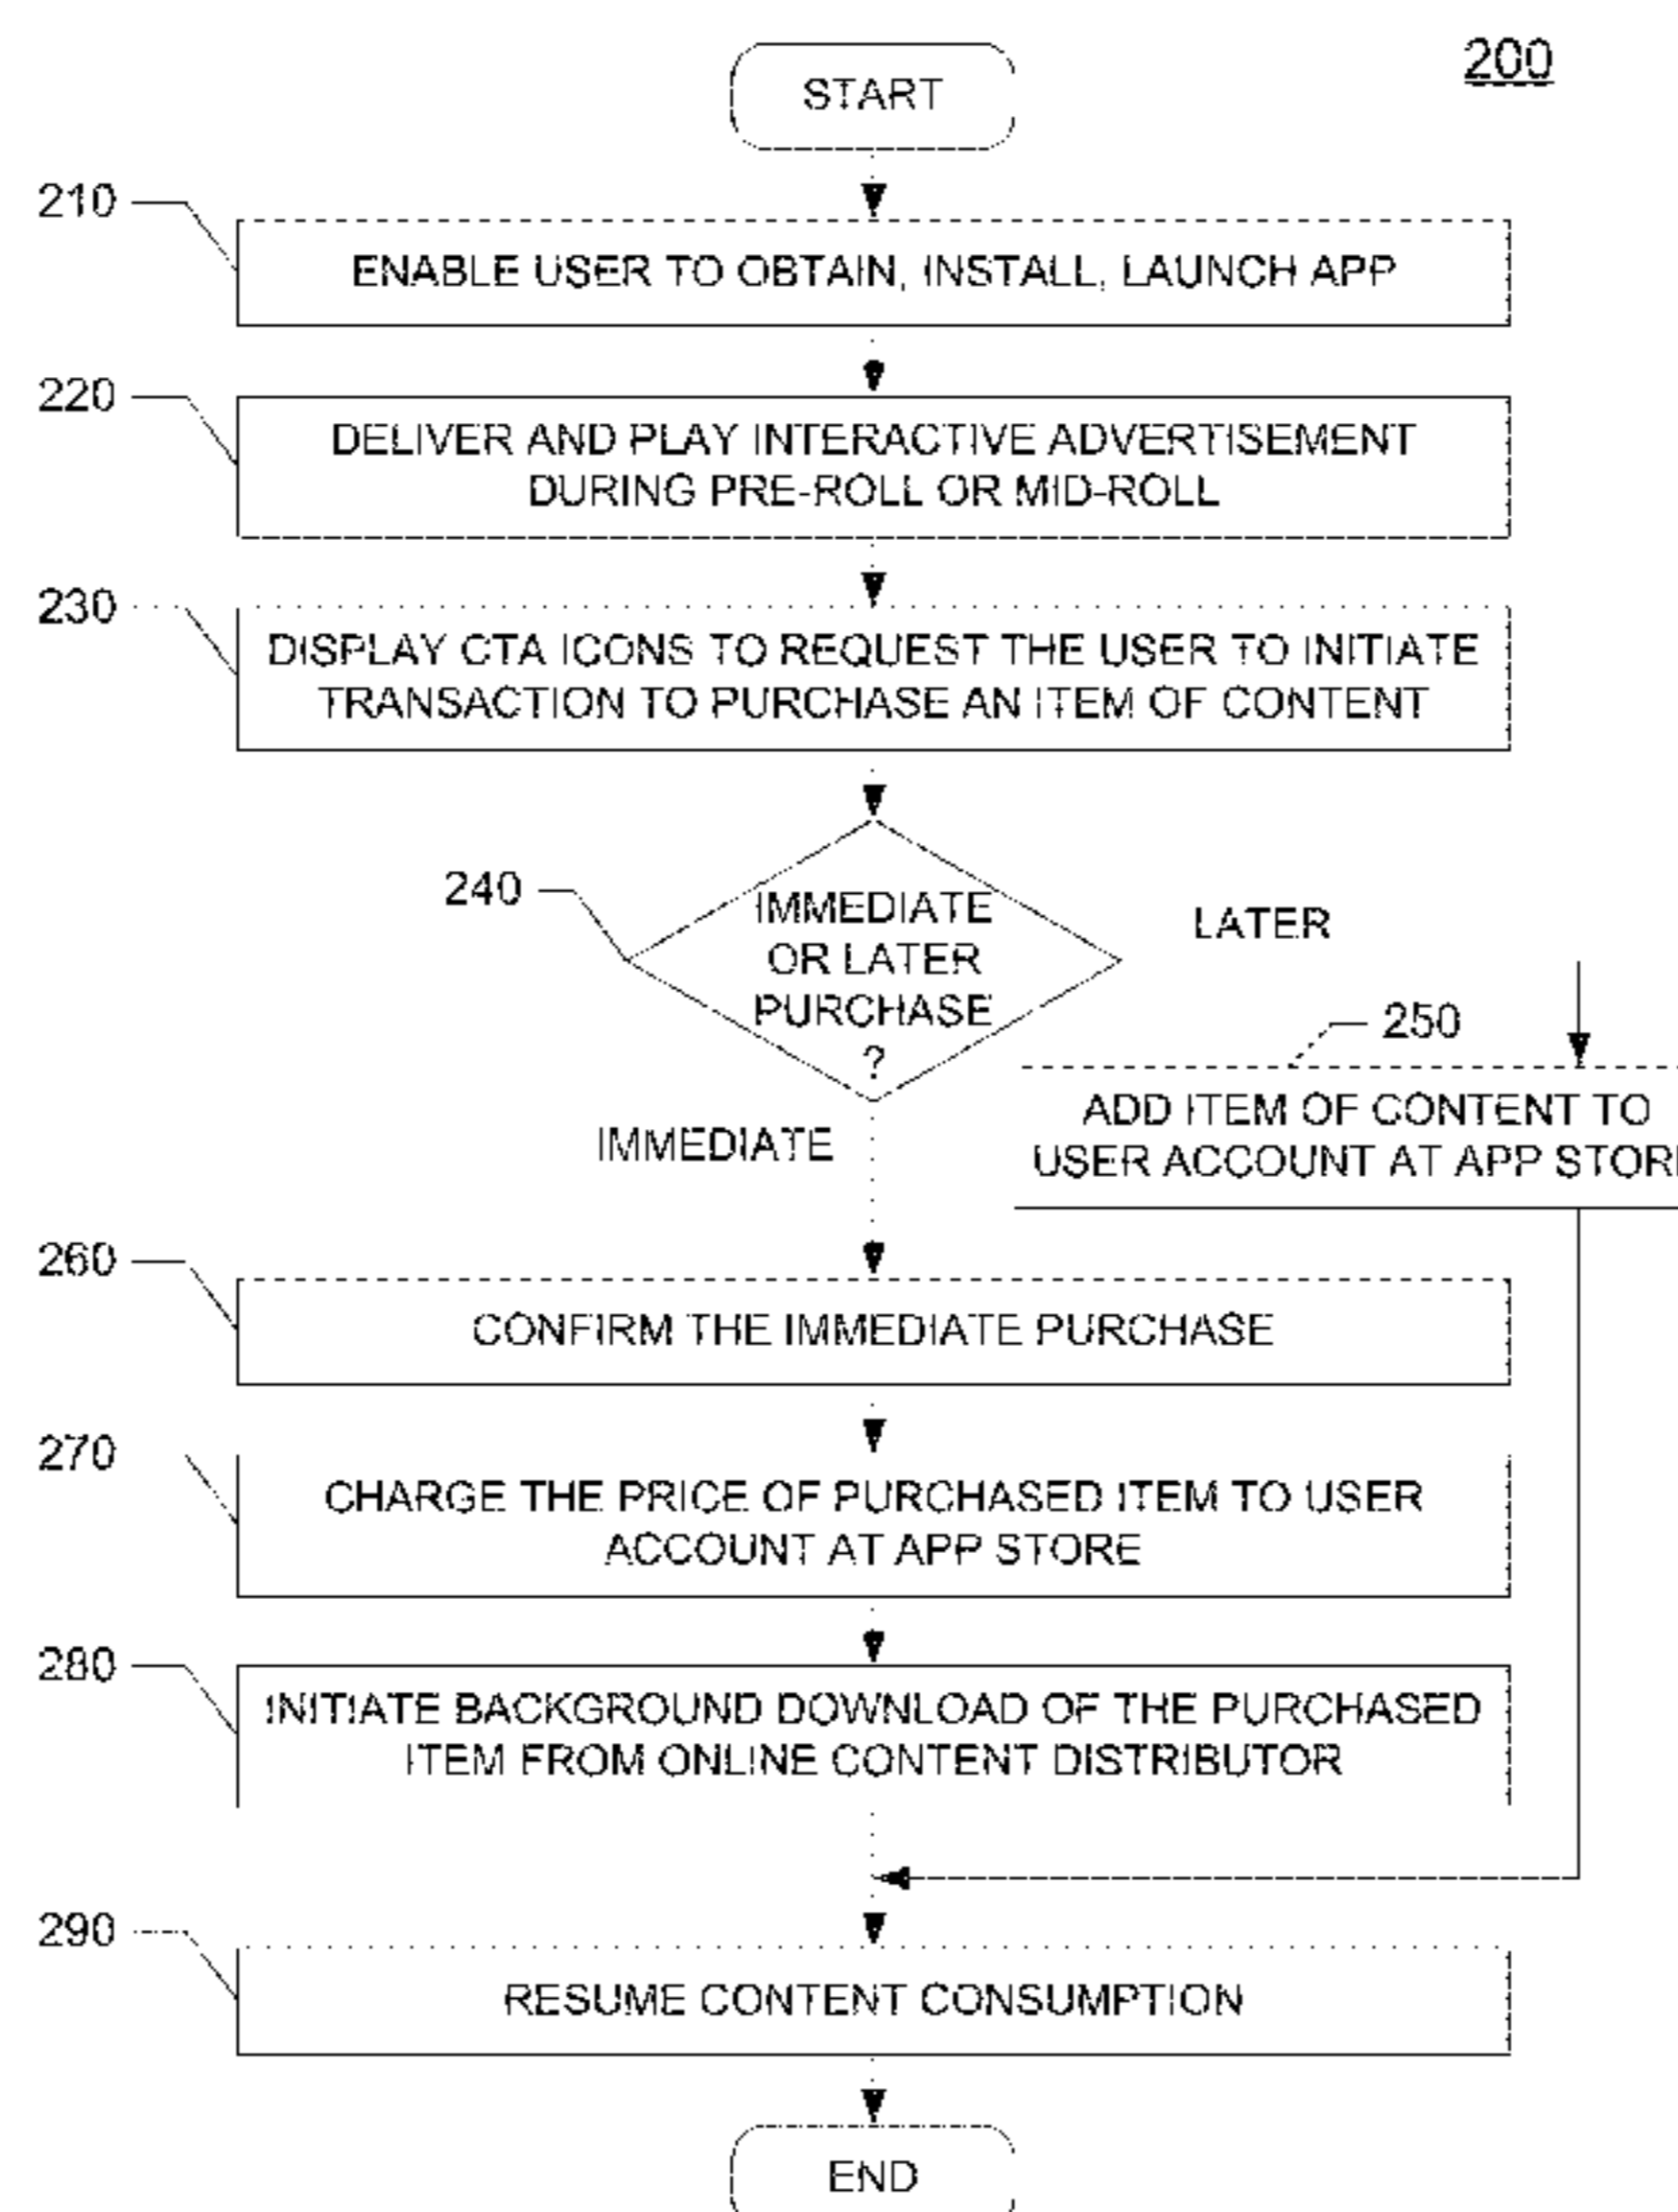 200
START
210
ENABLE USER TO OBTAIN, INSTALL, LAUNCH APP
220
DELIVER AND PLAY INTERACTIVE ADVERTISEMENT
DURING PRE-ROLL OR MID-ROLL
230
DISPLAY CTA ICONS TO REQUEST THE USER TO INITIATE
TRANSACTION TO PURCHASE AN ITEM OF CONTENT
240
IMMEDIATE
OR LATER
PURCHASE
?
LATER
250
ADD ITEM OF CONTENT TO
USER ACCOUNT AT APP STORE
IMMEDIATE
260
CONFIRM THE IMMEDIATE PURCHASE
270
CHARGE THE PRICE OF PURCHASED ITEM TO USER
ACCOUNT AT APP STORE
280
INITIATE BACKGROUND DOWNLOAD OF THE PURCHASED
ITEM FROM ONLINE CONTENT DISTRIBUTOR
290
RESUME CONTENT CONSUMPTION
END